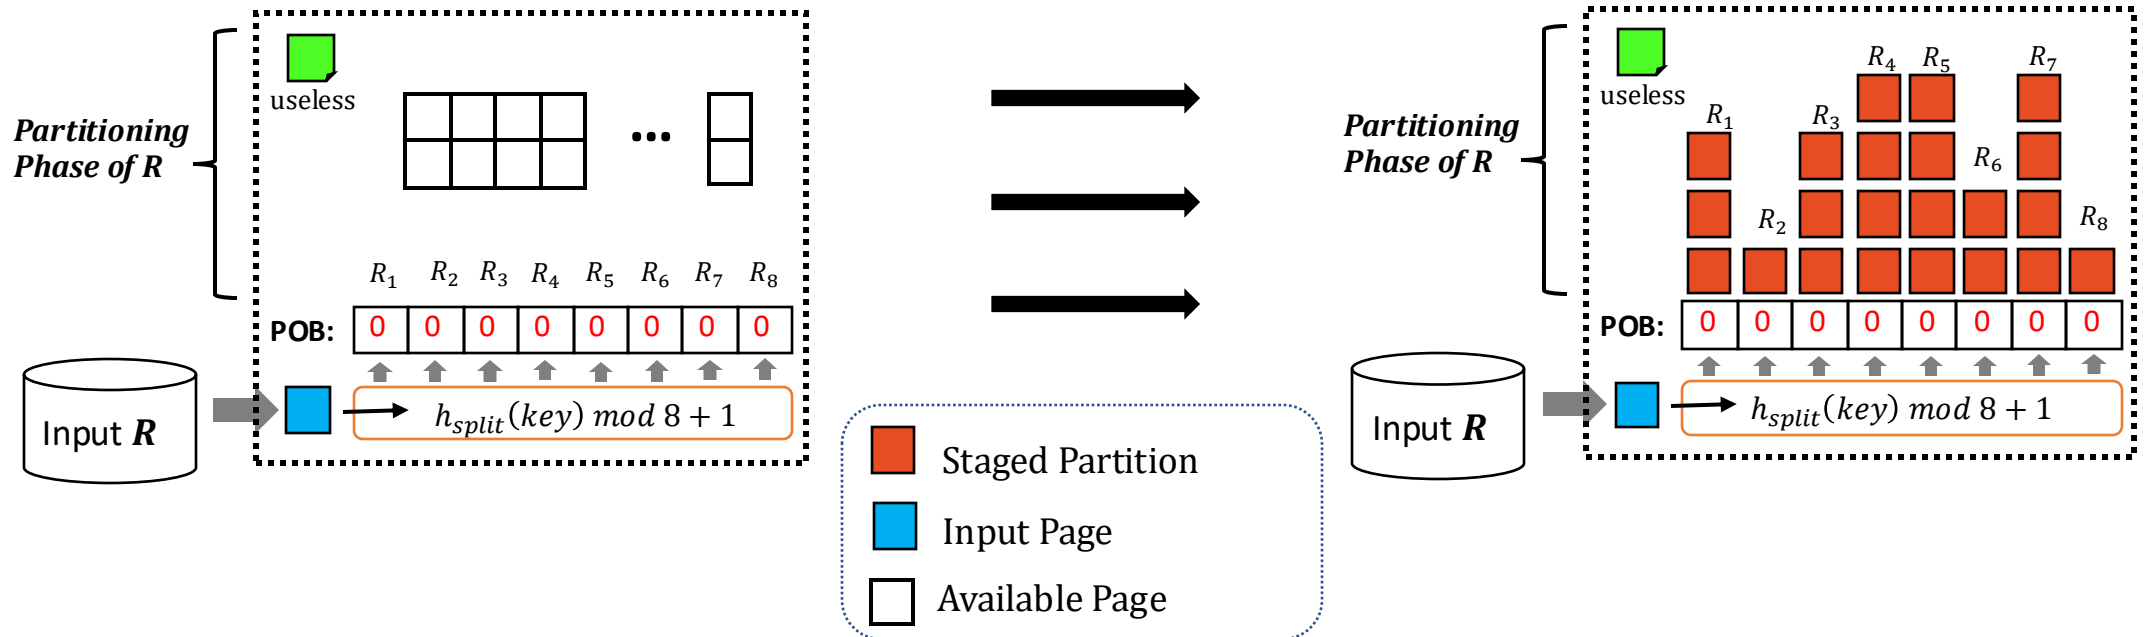 useless
Partitioning
Phase of R
...
R₁ R₂ R₃ R₄ R₅ R₆ R₇ R₈
POB: 0 0 0 0 0 0 0 0
Input R
h_split(key) mod 8 + 1
Staged Partition
Input Page
Available Page
useless
Partitioning
Phase of R
R₁ R₂ R₃ R₄ R₅ R₆ R₇ R₈
POB: 0 0 0 0 0 0 0 0
Input R
h_split(key) mod 8 + 1